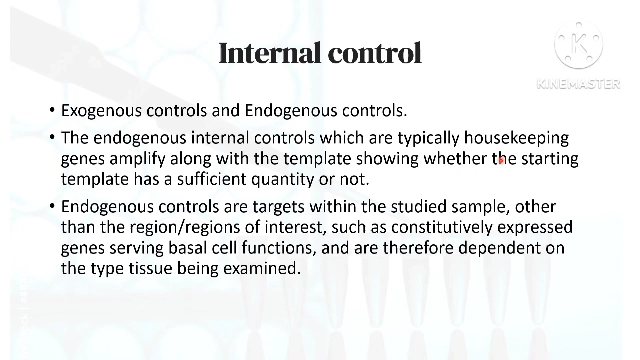 Internal control
K
KINEMASTER
• Exogenous controls and Endogenous controls.
• The endogenous internal controls which are typically housekeeping
genes amplify along with the template showing whether the starting
template has a sufficient quantity or not.
• Endogenous controls are targets within the studied sample, other
than the region/regions of interest, such as constitutively expressed
genes serving basal cell functions, and are therefore dependent on
the type tissue being examined.